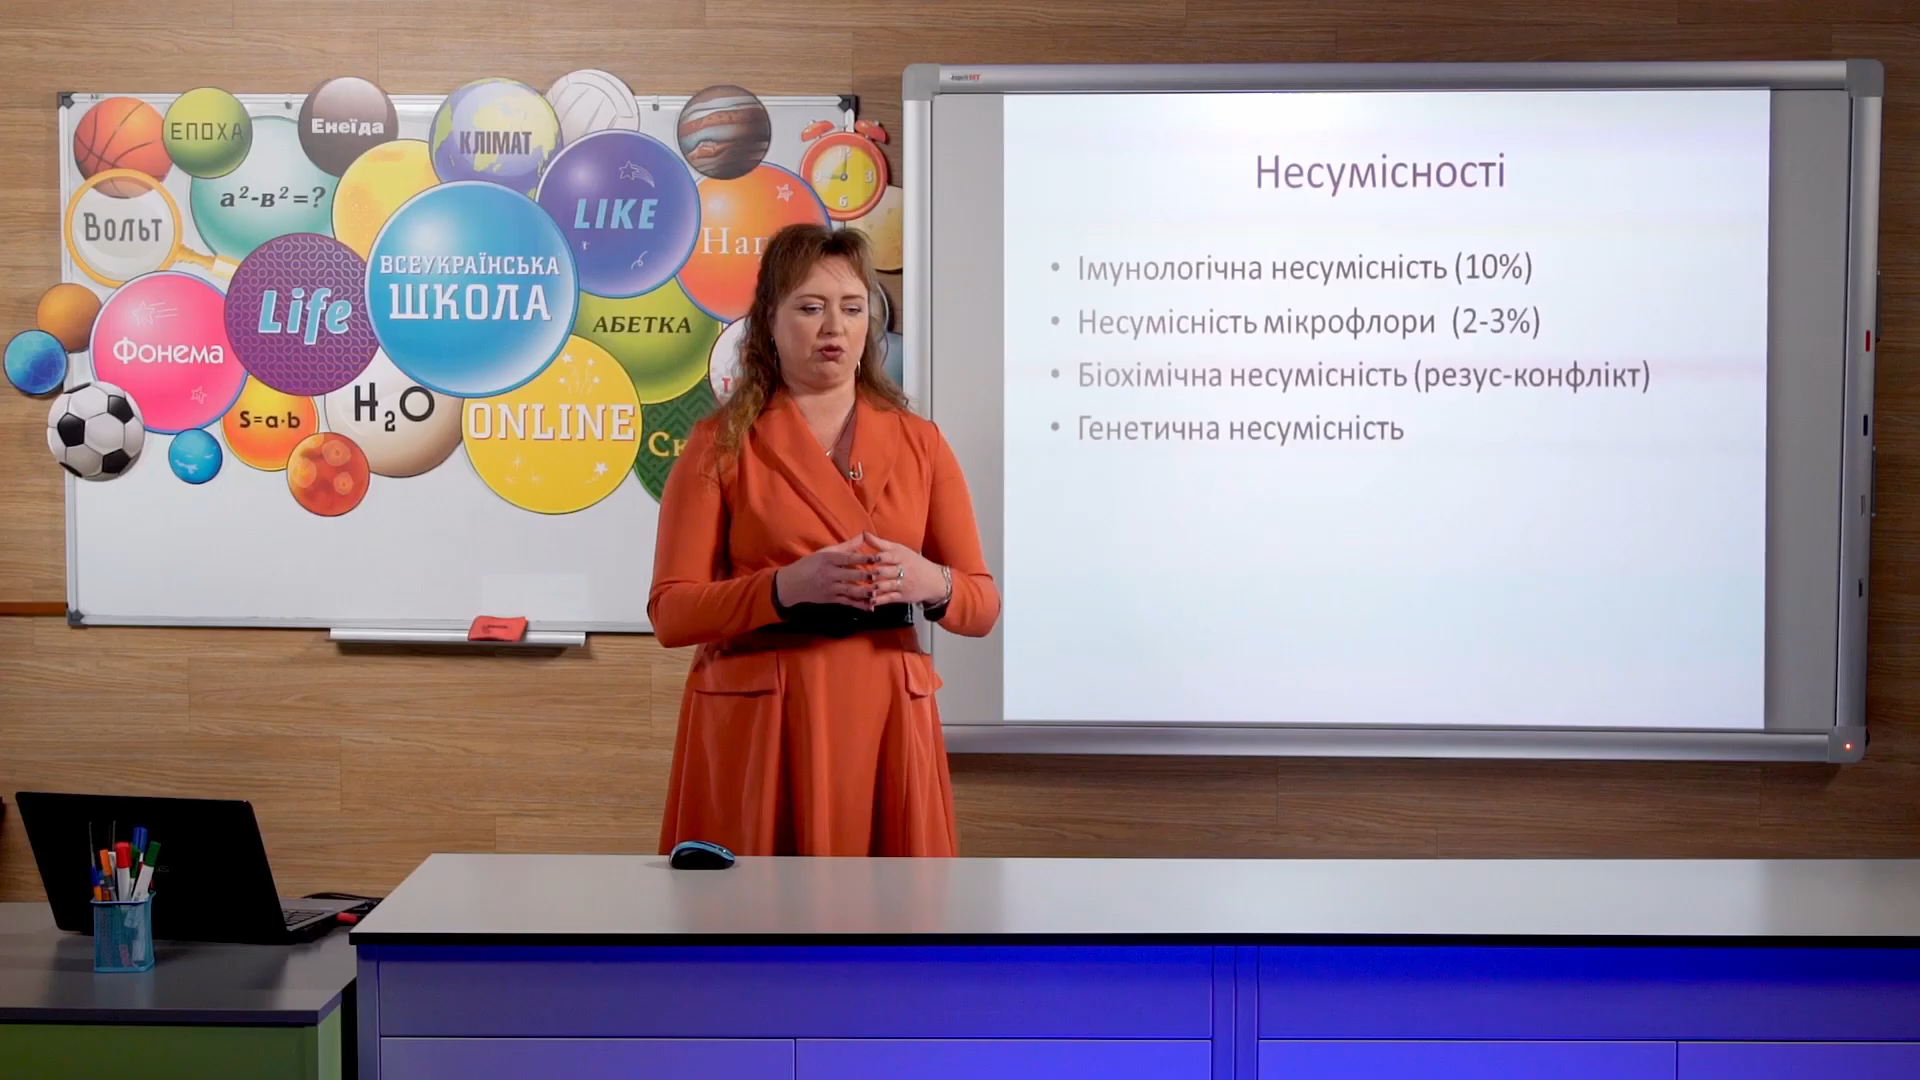 ЕПОХА
Енеїда
КЛІМАТ
a²-в²=?
Вольт
LIKE
ВСЕУКРАЇНСЬКА
ШКОЛА
Life
АБЕТКА
Фонема
H₂O
S=a·b
ONLINE
Несумісності
• Імунологічна несумісність (10%)
• Несумісність мікрофлори (2-3%)
• Біохімічна несумісність (резус-конфлікт)
• Генетична несумісність